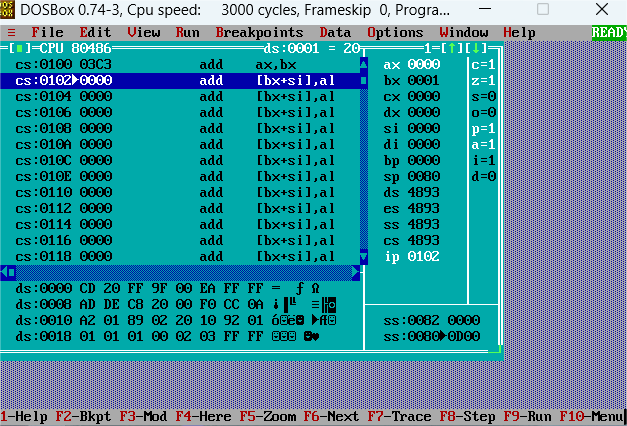 DOSBox 0.74-3, Cpu speed: 3000 cycles, Frameskip 0, Progra...
≡ File Edit View Run Breakpoints Data Options Window Help READY
[■]=CPU 80486 ds:0001 = 20 1=[↑][↓]
cs:0100 03C3 add ax,bx ax 0000 c=1
cs:0102►0000 add [bx+si],al bx 0001 z=1
cs:0104 0000 add [bx+si],al cx 0000 s=0
cs:0106 0000 add [bx+si],al dx 0000 o=0
cs:0108 0000 add [bx+si],al si 0000 p=1
cs:010A 0000 add [bx+si],al di 0000 a=1
cs:010C 0000 add [bx+si],al bp 0000 i=1
cs:010E 0000 add [bx+si],al sp 0080 d=0
cs:0110 0000 add [bx+si],al ds 4893
cs:0112 0000 add [bx+si],al es 4893
cs:0114 0000 add [bx+si],al ss 4893
cs:0116 0000 add [bx+si],al cs 4893
cs:0118 0000 add [bx+si],al ip 0102
ds:0000 CD 20 FF 9F 00 EA FF FF = ƒ Ω
ds:0008 AD DE C8 20 00 F0 CC 0A ¡▐╚ ≡╠◙
ds:0010 A2 01 89 02 20 10 92 01 ó☺ë☻ ►Æ☺ ss:0082 0000
ds:0018 01 01 01 00 02 03 FF FF ☺☺☺ ☻♥ ss:0080►0D00
1-Help F2-Bkpt F3-Mod F4-Here F5-Zoom F6-Next F7-Trace F8-Step F9-Run F10-Menu